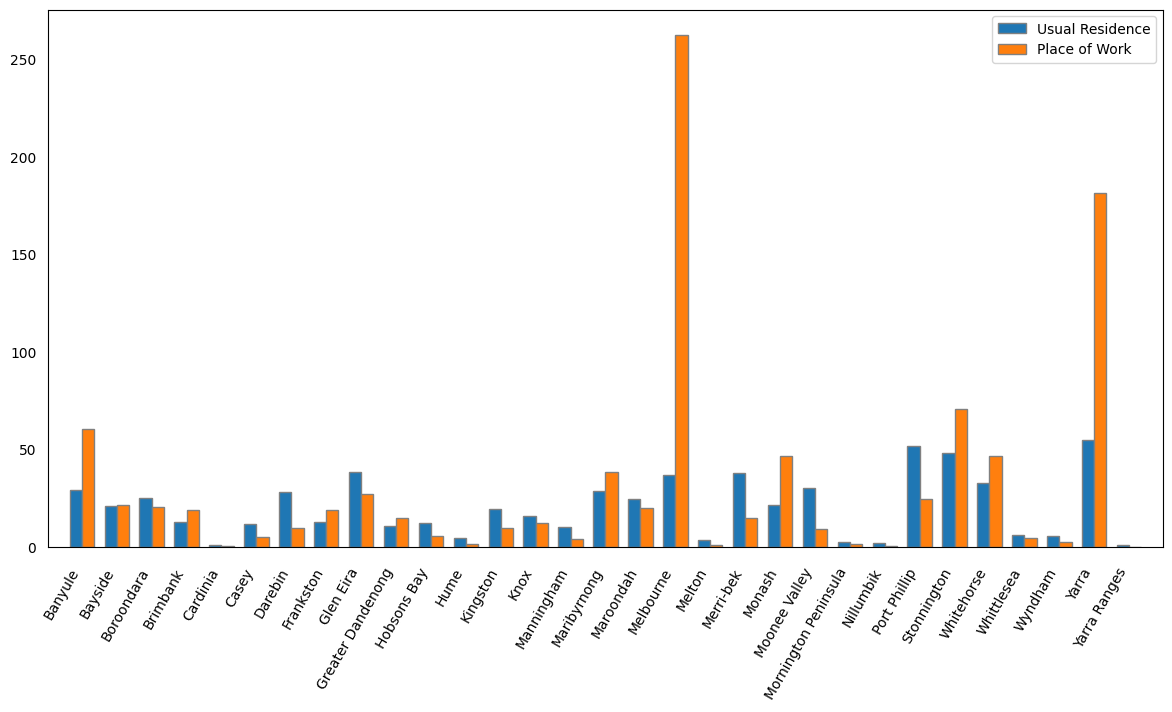 Usual Residence
Place of Work
250
200
150
100
50
0
Banyule
Bayside
Boroondara
Brimbank
Cardinia
Casey
Darebin
Frankston
Glen Eira
Greater Dandenong
Hobsons Bay
Hume
Kingston
Knox
Manningham
Maribyrnong
Maroondah
Melbourne
Melton
Merri-bek
Monash
Moonee Valley
Mornington Peninsula
Nillumbik
Port Phillip
Stonnington
Whitehorse
Whittlesea
Wyndham
Yarra
Yarra Ranges